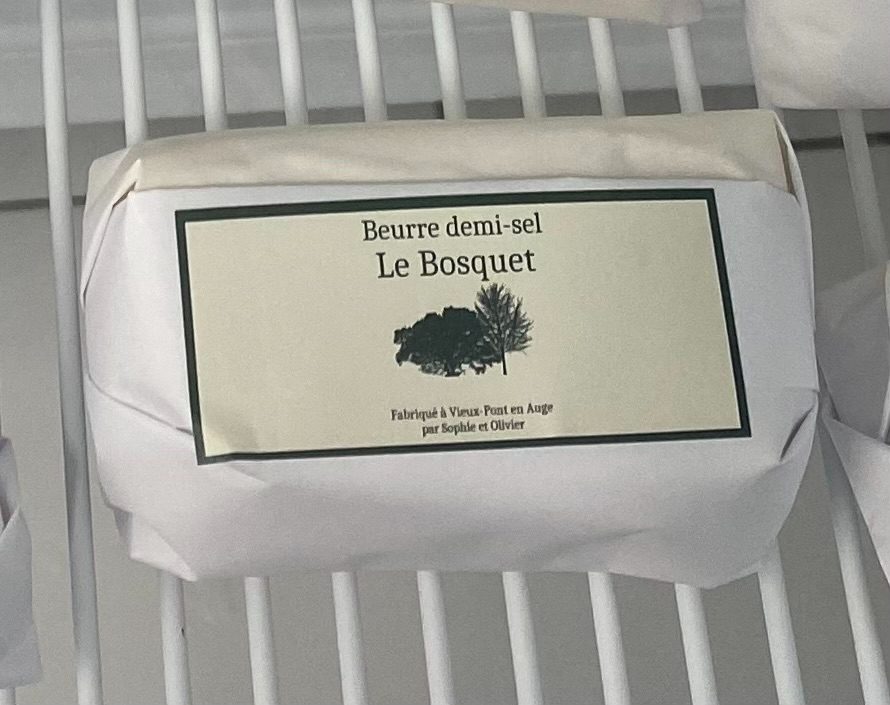 Beurre demi-sel
Le Bosquet
Fabriqué à Vieux-Pont en Auge
par Sophie et Olivier